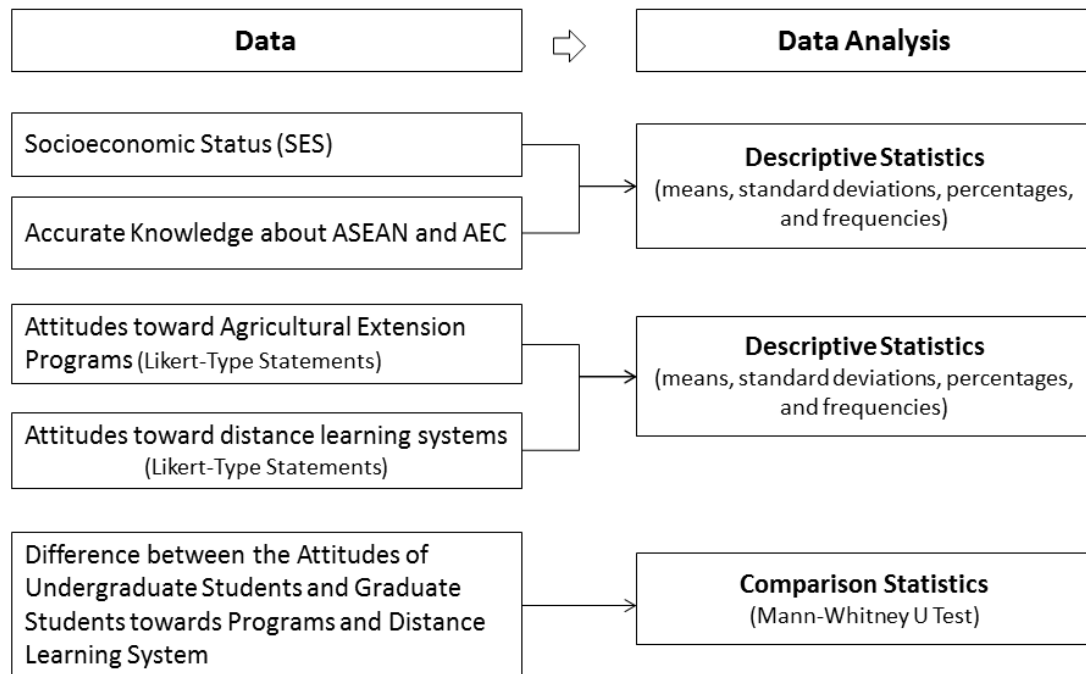 Data
Data Analysis
Socioeconomic Status (SES)
Accurate Knowledge about ASEAN and AEC
Descriptive Statistics
(means, standard deviations, percentages,
and frequencies)
Attitudes toward Agricultural Extension
Programs (Likert-Type Statements)
Attitudes toward distance learning systems
(Likert-Type Statements)
Descriptive Statistics
(means, standard deviations, percentages,
and frequencies)
Difference between the Attitudes of
Undergraduate Students and Graduate
Students towards Programs and Distance
Learning System
Comparison Statistics
(Mann-Whitney U Test)